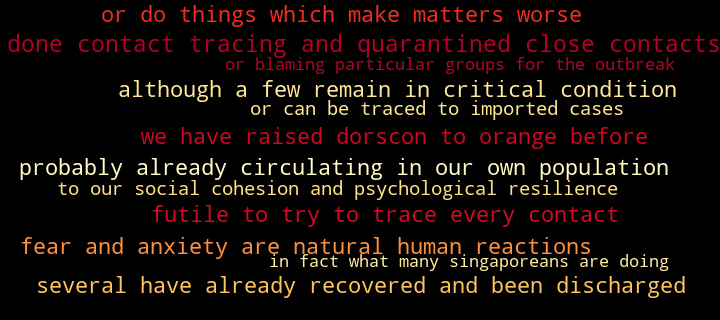 or do things which make matters worse
done contact tracing and quarantined close contacts
or blaming particular groups for the outbreak
although a few remain in critical condition
or can be traced to imported cases
we have raised dorscon to orange before
probably already circulating in our own population
to our social cohesion and psychological resilience
futile to try to trace every contact
fear and anxiety are natural human reactions
in fact what many singaporeans are doing
several have already recovered and been discharged